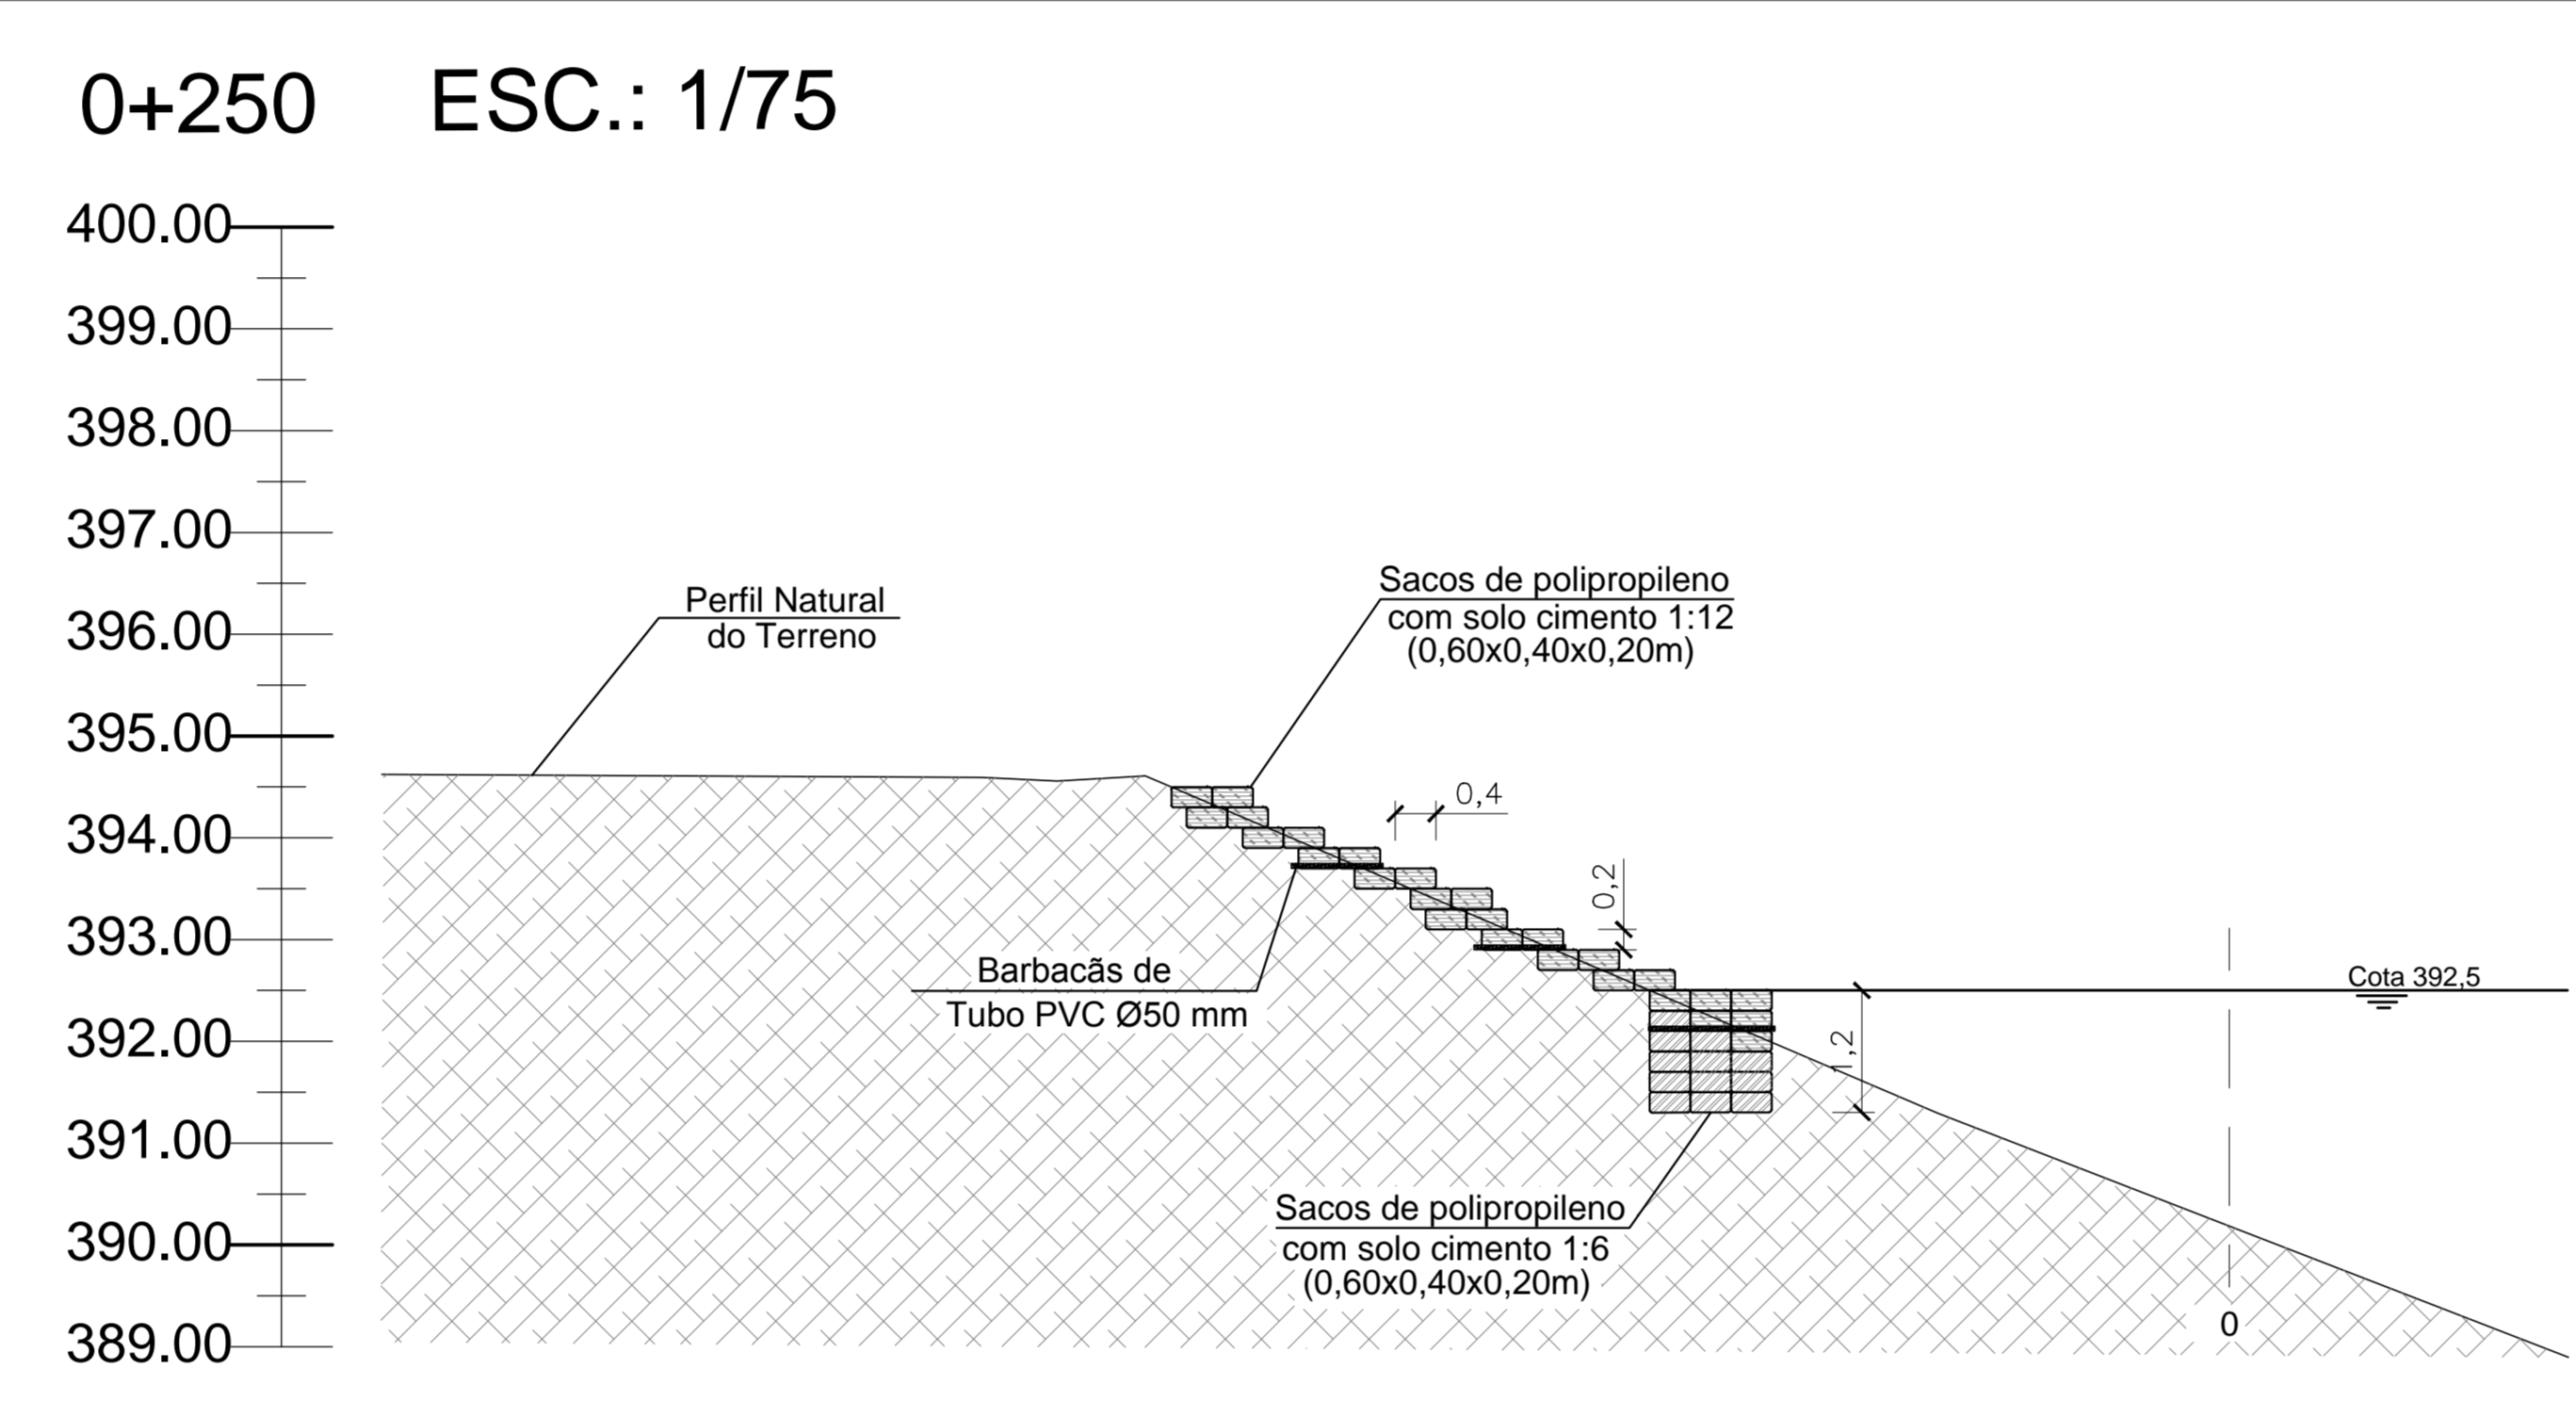 0+250 ESC.: 1/75
400.00
399.00
398.00
397.00
396.00
395.00
394.00
393.00
392.00
391.00
390.00
389.00
Perfil Natural
do Terreno
Sacos de polipropileno
com solo cimento 1:12
(0,60x0,40x0,20m)
0,4
0,2
Barbacãs de
Tubo PVC Ø50 mm
Cota 392,5
1,2
Sacos de polipropileno
com solo cimento 1:6
(0,60x0,40x0,20m)
0